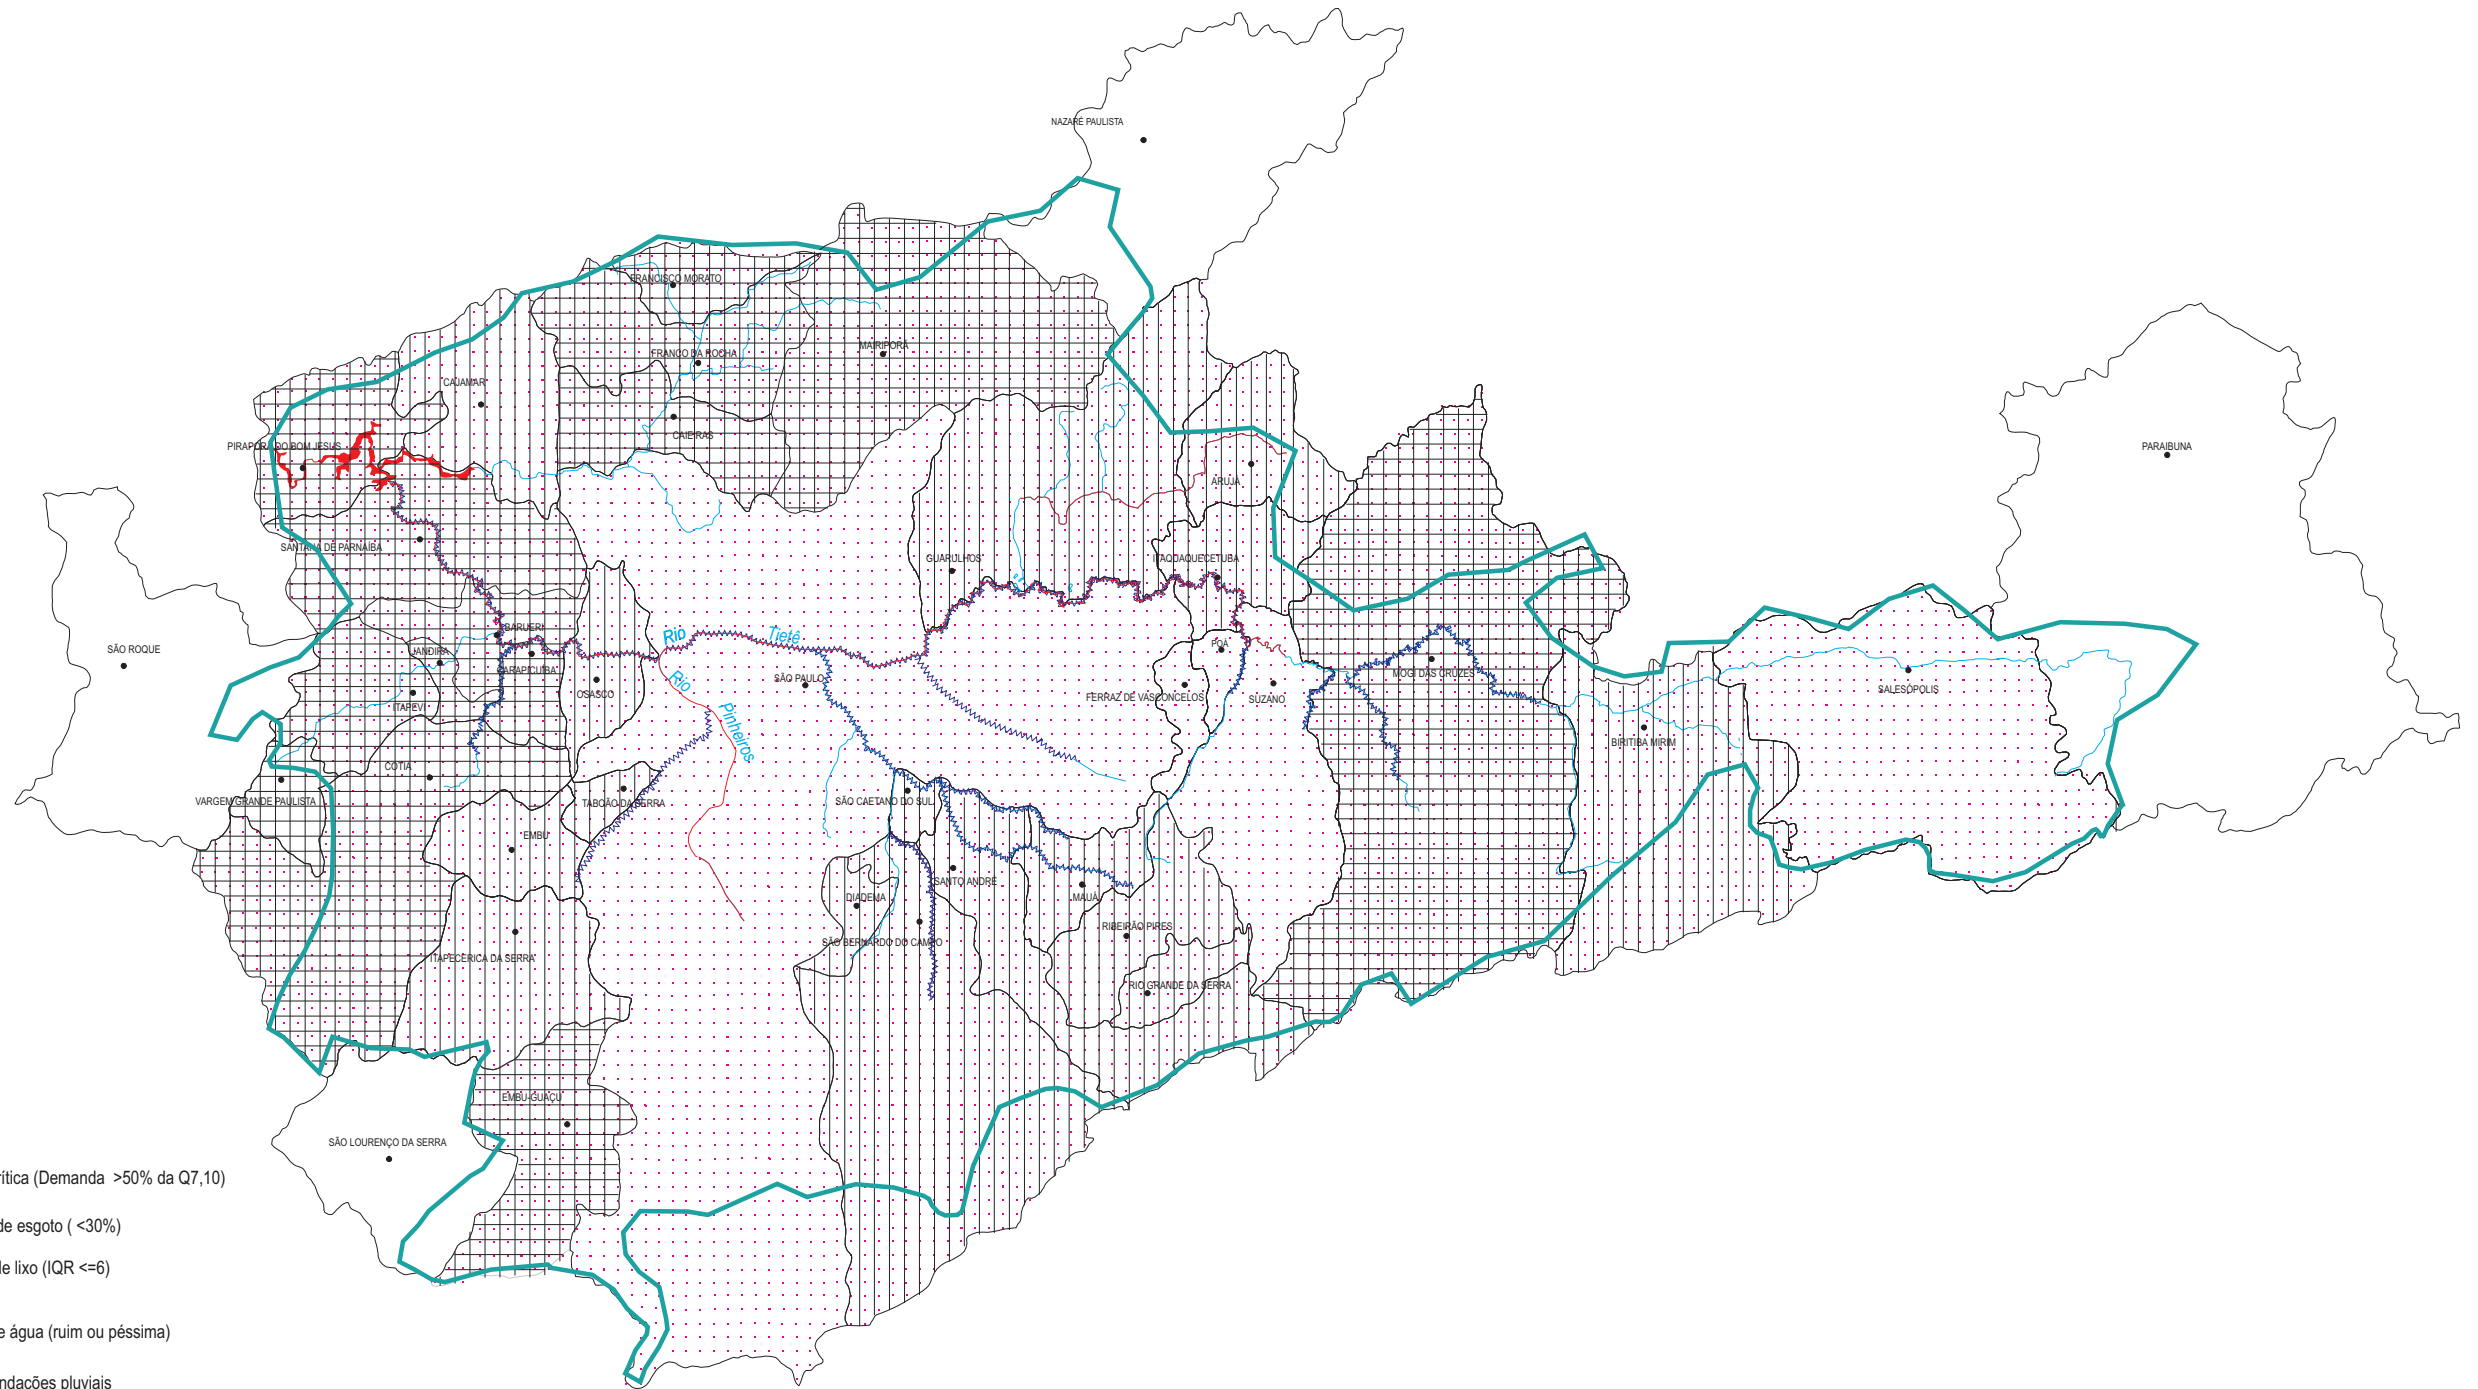 NAZARÉ PAULISTA
FRANCISCO MORATO
FRANCO DA ROCHA
MAIRIPORÃ
CAJAMAR
CAIEIRAS
PIRAPORA DO BOM JESUS
PARAIBUNA
ARUJÁ
SANTANA DE PARNAÍBA
GUARULHOS
ITAQUAQUECETUBA
BARUERI
Rio Tietê
POÁ
SÃO ROQUE
JANDIRA
CARAPICUÍBA
Rio Pinheiros
SÃO PAULO
OSASCO
ITAPEVI
FERRAZ DE VASCONCELOS
SUZANO
MOGI DAS CRUZES
SALESÓPOLIS
BIRITIBA MIRIM
COTIA
VARGEM GRANDE PAULISTA
TABOÃO DA SERRA
SÃO CAETANO DO SUL
EMBU
SANTO ANDRÉ
DIADEMA
MAUÁ
RIBEIRÃO PIRES
SÃO BERNARDO DO CAMPO
ITAPECERICA DA SERRA
RIO GRANDE DA SERRA
EMBU-GUAÇU
SÃO LOURENÇO DA SERRA
rítica (Demanda >50% da Q7,10)
de esgoto ( <30%)
de lixo (IQR <=6)
e água (ruim ou péssima)
ndações pluviais